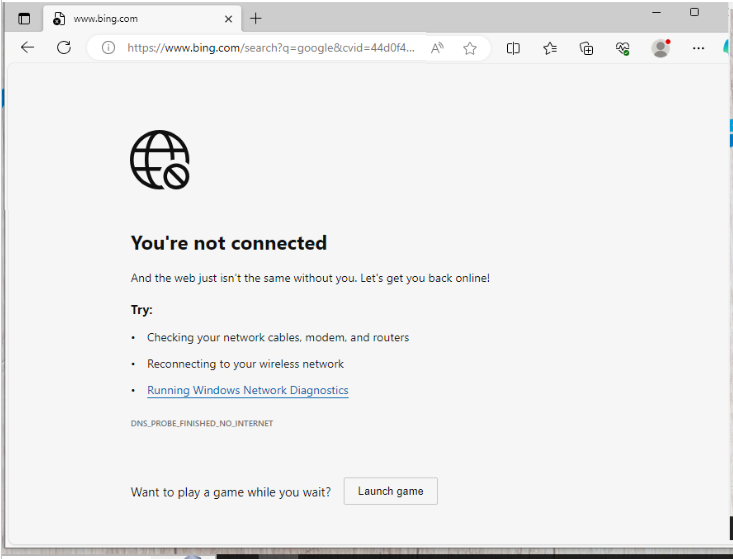 www.bing.com
https://www.bing.com/search?q=google&cvid=44d0f4...
You're not connected
And the web just isn't the same without you. Let's get you back online!
Try:
• Checking your network cables, modem, and routers
• Reconnecting to your wireless network
• Running Windows Network Diagnostics
DNS_PROBE_FINISHED_NO_INTERNET
Want to play a game while you wait? Launch game